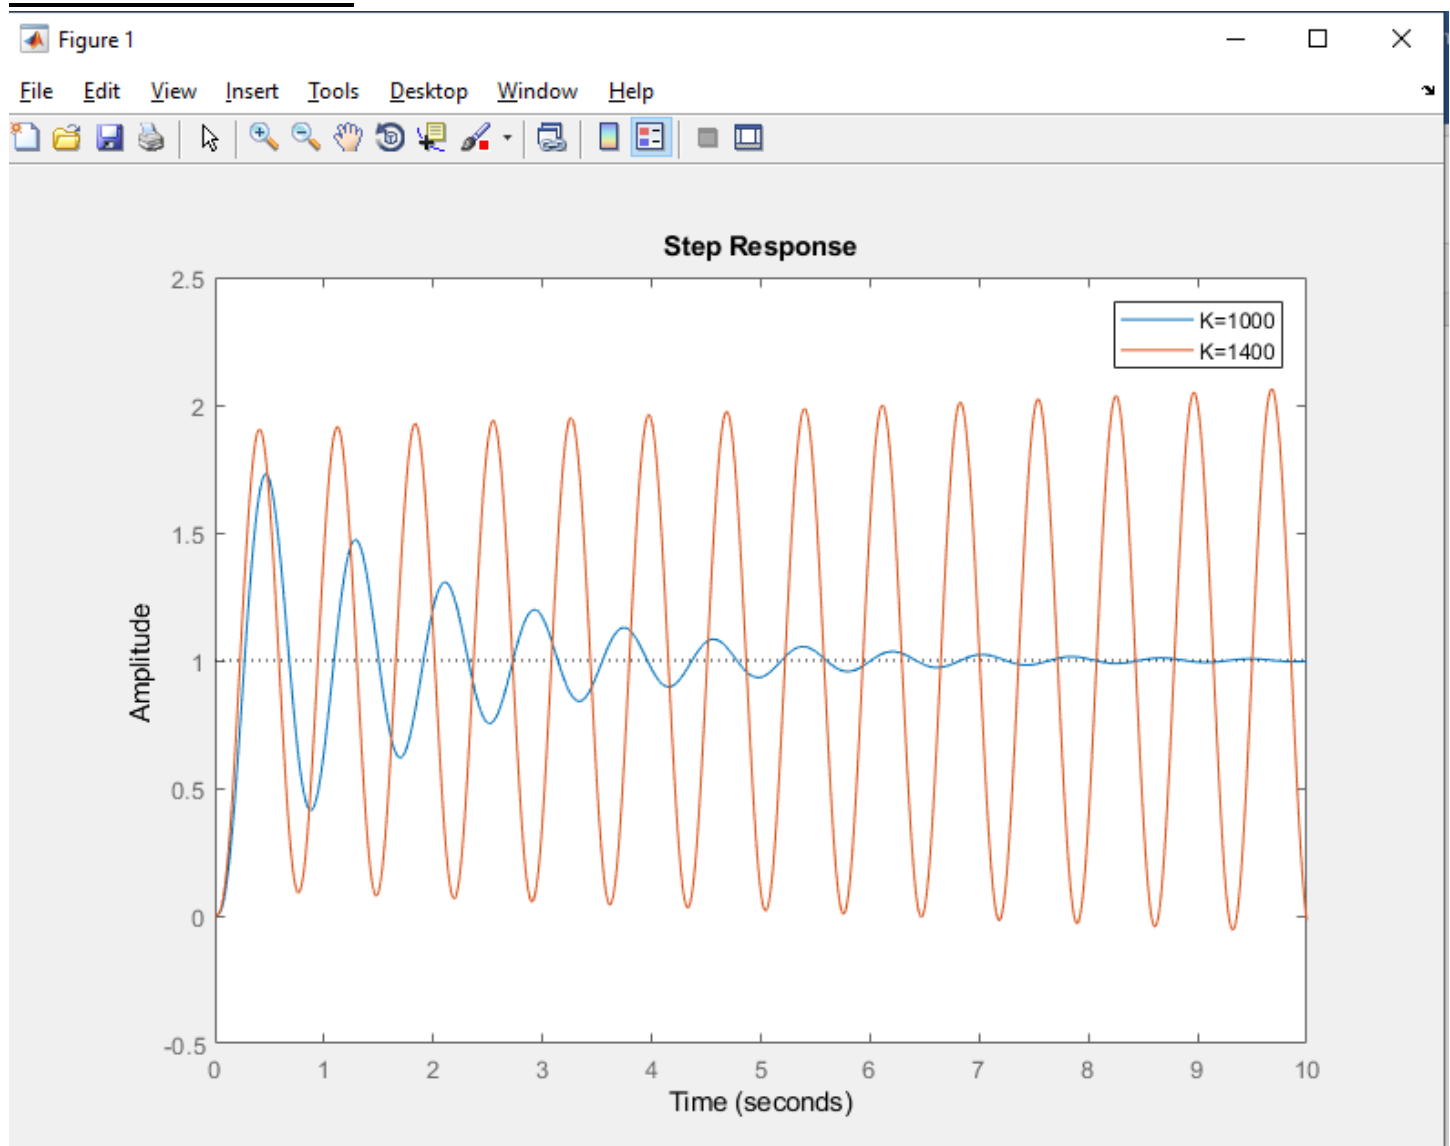 Figure 1
File Edit View Insert Tools Desktop Window Help
Step Response
2.5
2
1.5
1
0.5
0
-0.5
Amplitude
K=1000
K=1400
0 1 2 3 4 5 6 7 8 9 10
Time (seconds)